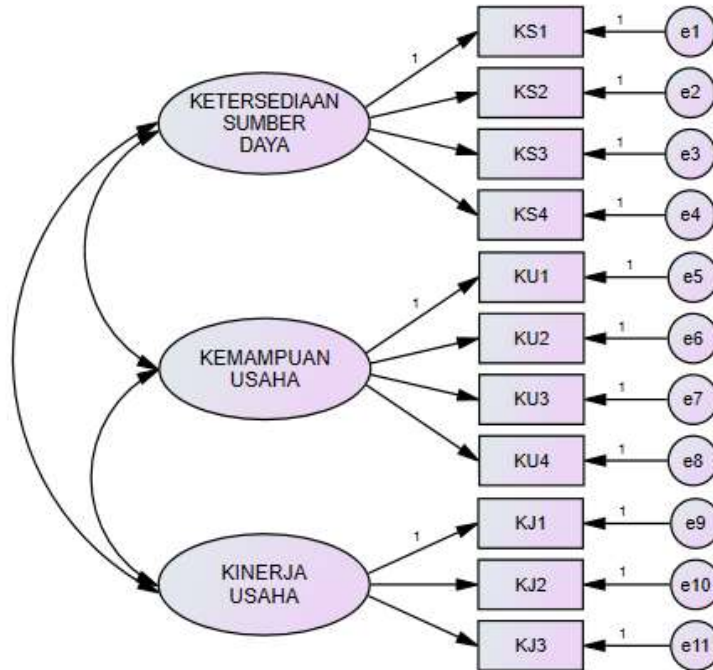 1
KS1
1
e1
KETERSEDIAAN
SUMBER
DAYA
KS2
1
e2
KS3
1
e3
KS4
1
e4
1
KU1
1
e5
KEMAMPUAN
USAHA
KU2
1
e6
KU3
1
e7
KU4
1
e8
1
KJ1
1
e9
KINERJA
USAHA
KJ2
1
e10
KJ3
1
e11